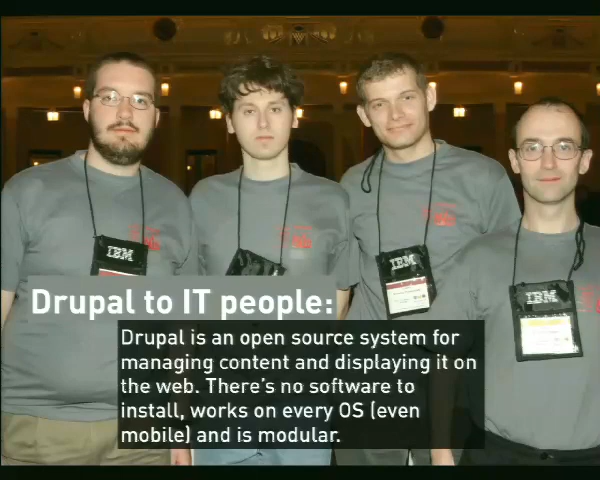 IBM
IBM
IBM
Drupal to IT people:
Drupal is an open source system for
managing content and displaying it on
the web. There's no software to
install, works on every OS (even
mobile) and is modular.